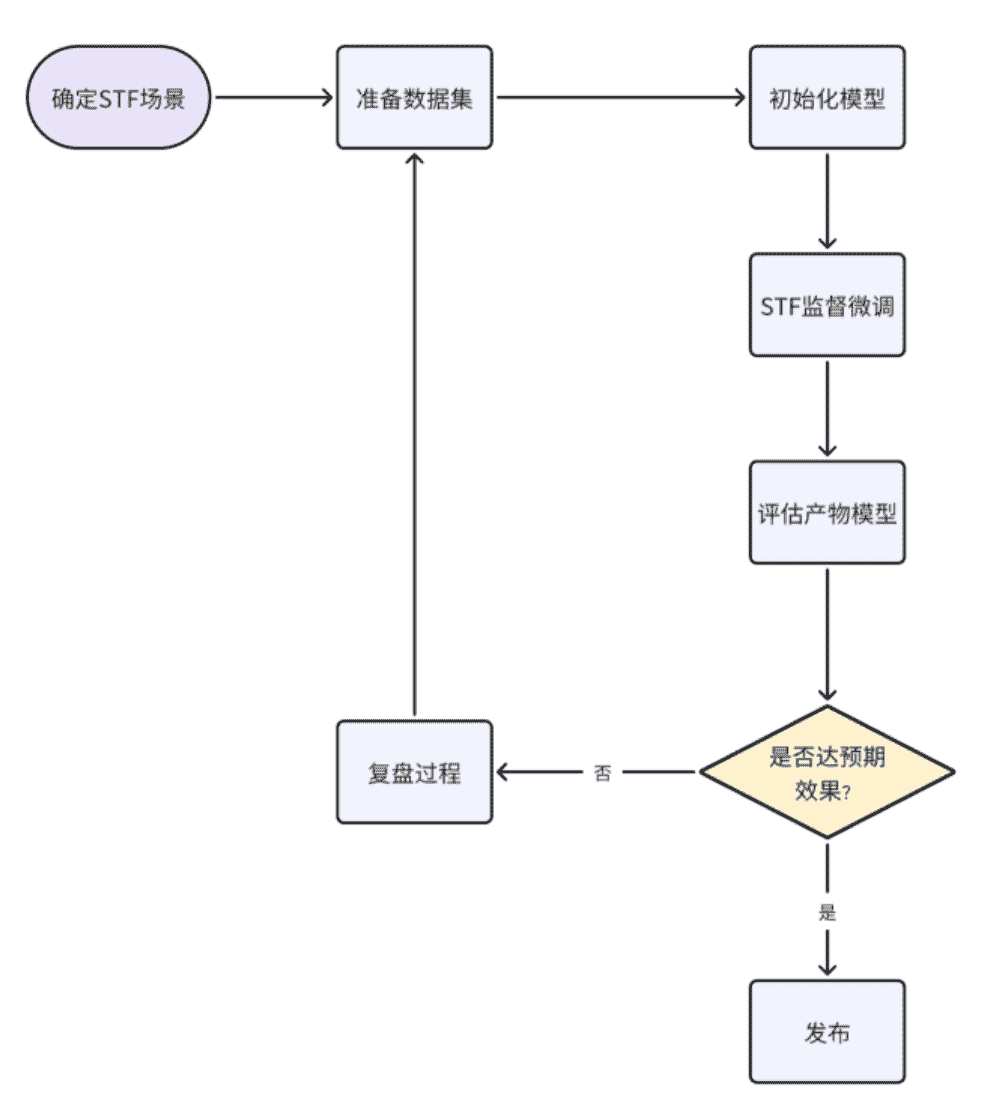 确定STF场景
准备数据集
初始化模型
STF监督微调
评估产物模型
是否达预期
效果?
否
复盘过程
是
发布